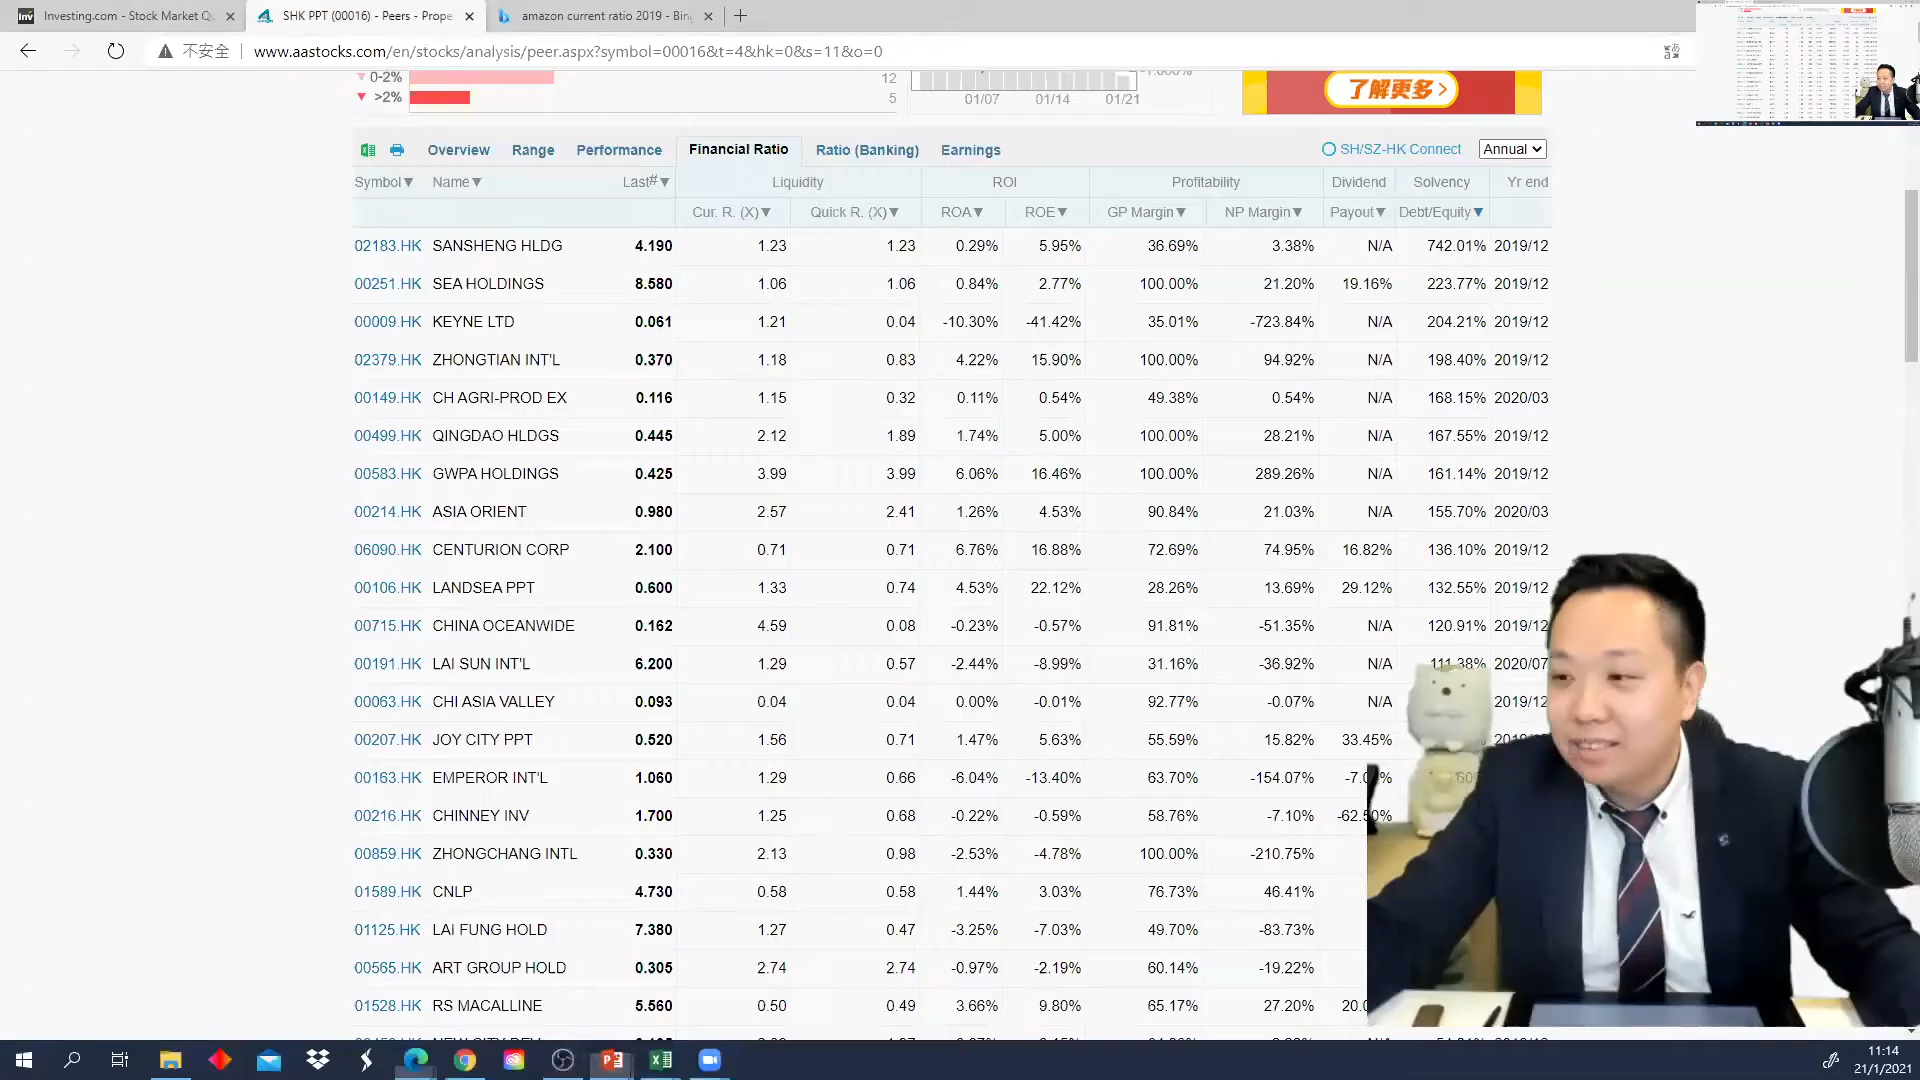 Investing.com - Stock Market Qu
SHK PPT (00016) - Peers - Prope
amazon current ratio 2019 - Bing
不安全
www.aastocks.com/en/stocks/analysis/peer.aspx?symbol=00016&t=4&hk=0&s=11&o=0
0-2% 12
>2% 5
01/07 01/14 01/21
了解更多
Overview Range Performance Financial Ratio Ratio (Banking) Earnings SH/SZ-HK Connect Annual
Symbol▼ Name▼ Last#▼ Liquidity ROI Profitability Dividend Solvency Yr end
Cur. R. (X)▼ Quick R. (X)▼ ROA▼ ROE▼ GP Margin▼ NP Margin▼ Payout▼ Debt/Equity▼
02183.HK SANSHENG HLDG 4.190 1.23 1.23 0.29% 5.95% 36.69% 3.38% N/A 742.01% 2019/12
00251.HK SEA HOLDINGS 8.580 1.06 1.06 0.84% 2.77% 100.00% 21.20% 19.16% 223.77% 2019/12
00009.HK KEYNE LTD 0.061 1.21 0.04 -10.30% -41.42% 35.01% -723.84% N/A 204.21% 2019/12
02379.HK ZHONGTIAN INT'L 0.370 1.18 0.83 4.22% 15.90% 100.00% 94.92% N/A 198.40% 2019/12
00149.HK CH AGRI-PROD EX 0.116 1.15 0.32 0.11% 0.54% 49.38% 0.54% N/A 168.15% 2020/03
00499.HK QINGDAO HLDGS 0.445 2.12 1.89 1.74% 5.00% 100.00% 28.21% N/A 167.55% 2019/12
00583.HK GWPA HOLDINGS 0.425 3.99 3.99 6.06% 16.46% 100.00% 289.26% N/A 161.14% 2019/12
00214.HK ASIA ORIENT 0.980 2.57 2.41 1.26% 4.53% 90.84% 21.03% N/A 155.70% 2020/03
06090.HK CENTURION CORP 2.100 0.71 0.71 6.76% 16.88% 72.69% 74.95% 16.82% 136.10% 2019/12
00106.HK LANDSEA PPT 0.600 1.33 0.74 4.53% 22.12% 28.26% 13.69% 29.12% 132.55% 2019/12
00715.HK CHINA OCEANWIDE 0.162 4.59 0.08 -0.23% -0.57% 91.81% -51.35% N/A 120.91% 2019/12
00191.HK LAI SUN INT'L 6.200 1.29 0.57 -2.44% -8.99% 31.16% -36.92% N/A 111.38% 2020/07
00063.HK CHI ASIA VALLEY 0.093 0.04 0.04 0.00% -0.01% 92.77% -0.07% N/A 2019/12
00207.HK JOY CITY PPT 0.520 1.56 0.71 1.47% 5.63% 55.59% 15.82% 33.45%
00163.HK EMPEROR INT'L 1.060 1.29 0.66 -6.04% -13.40% 63.70% -154.07%
00216.HK CHINNEY INV 1.700 1.25 0.68 -0.22% -0.59% 58.76% -7.10% -62.50%
00859.HK ZHONGCHANG INTL 0.330 2.13 0.98 -2.53% -4.78% 100.00% -210.75%
01589.HK CNLP 4.730 0.58 0.58 1.44% 3.03% 76.73% 46.41%
01125.HK LAI FUNG HOLD 7.380 1.27 0.47 -3.25% -7.03% 49.70% -83.73%
00565.HK ART GROUP HOLD 0.305 2.74 2.74 -0.97% -2.19% 60.14% -19.22%
01528.HK RS MACALLINE 5.560 0.50 0.49 3.66% 9.80% 65.17% 27.20% 20.0
11:14
21/1/2021